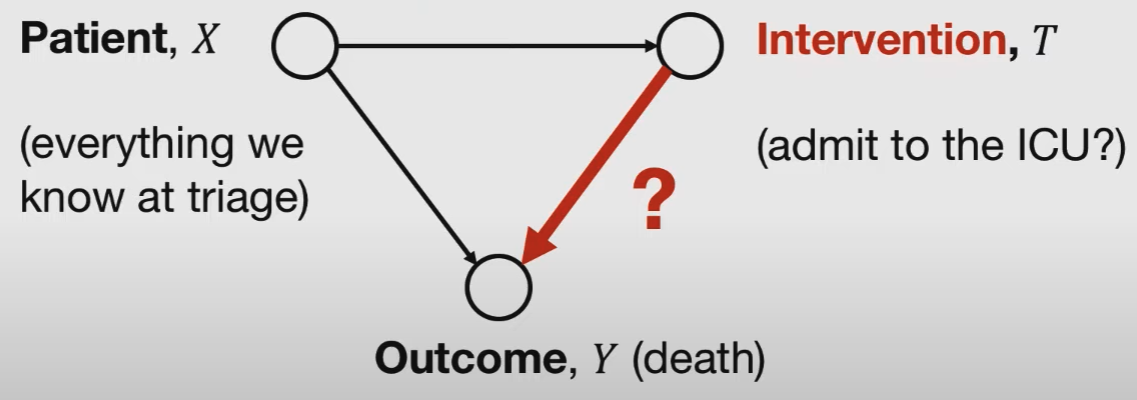 Patient, X
(everything we
know at triage)
Intervention, T
(admit to the ICU?)
?
Outcome, Y (death)